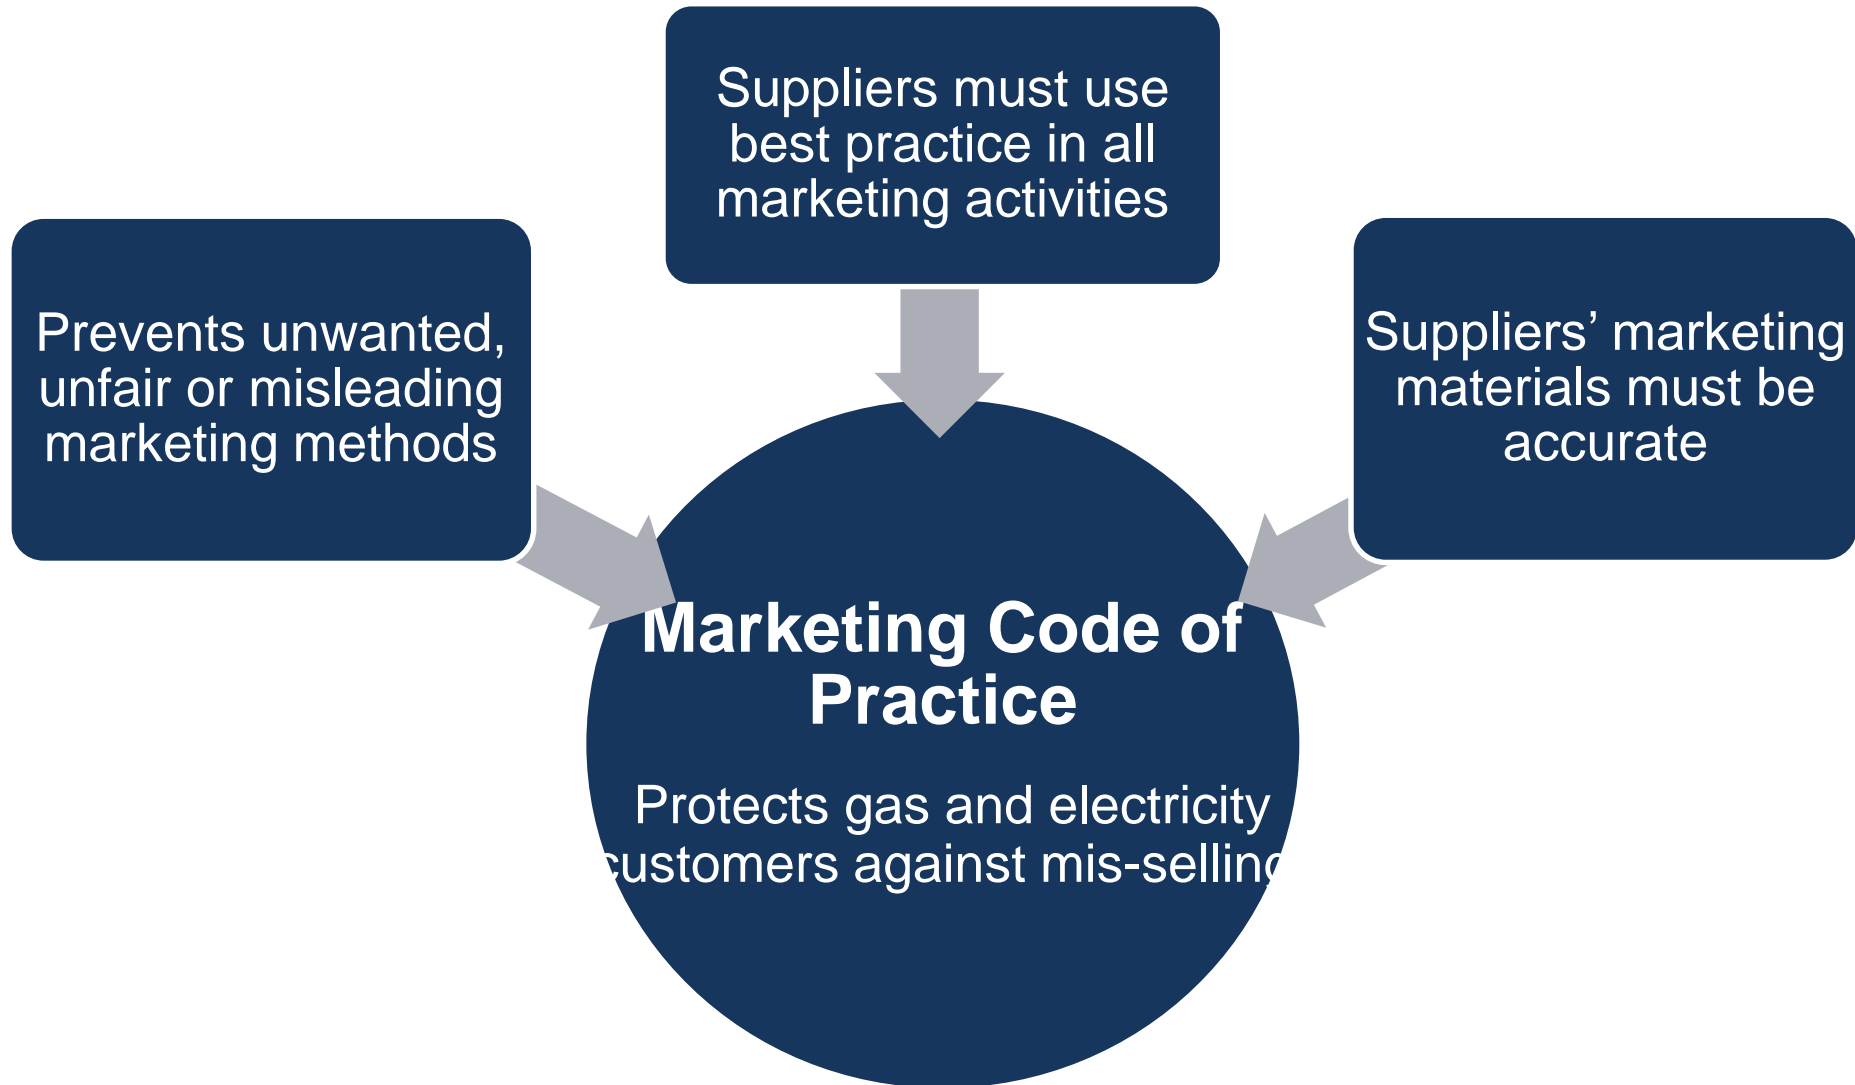 Suppliers must use
best practice in all
marketing activities
Prevents unwanted,
unfair or misleading
marketing methods
Suppliers’ marketing
materials must be
accurate
Marketing Code of
Practice
Protects gas and electricity
customers against mis-selling